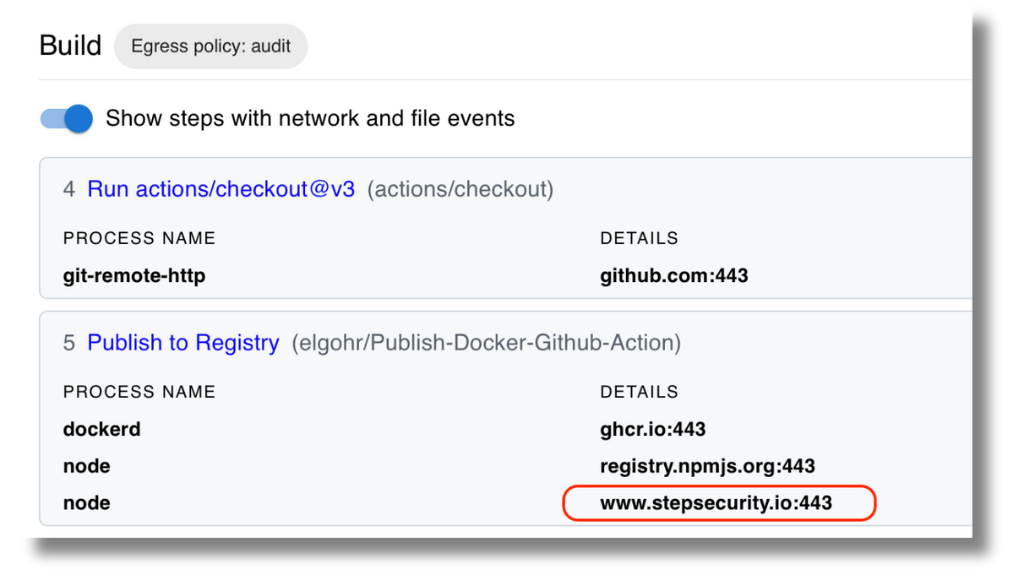 Build Egress policy: audit
Show steps with network and file events
4 Run actions/checkout@v3 (actions/checkout)
PROCESS NAME DETAILS
git-remote-http github.com:443
5 Publish to Registry (elgohr/Publish-Docker-Github-Action)
PROCESS NAME DETAILS
dockerd ghcr.io:443
node registry.npmjs.org:443
node www.stepsecurity.io:443